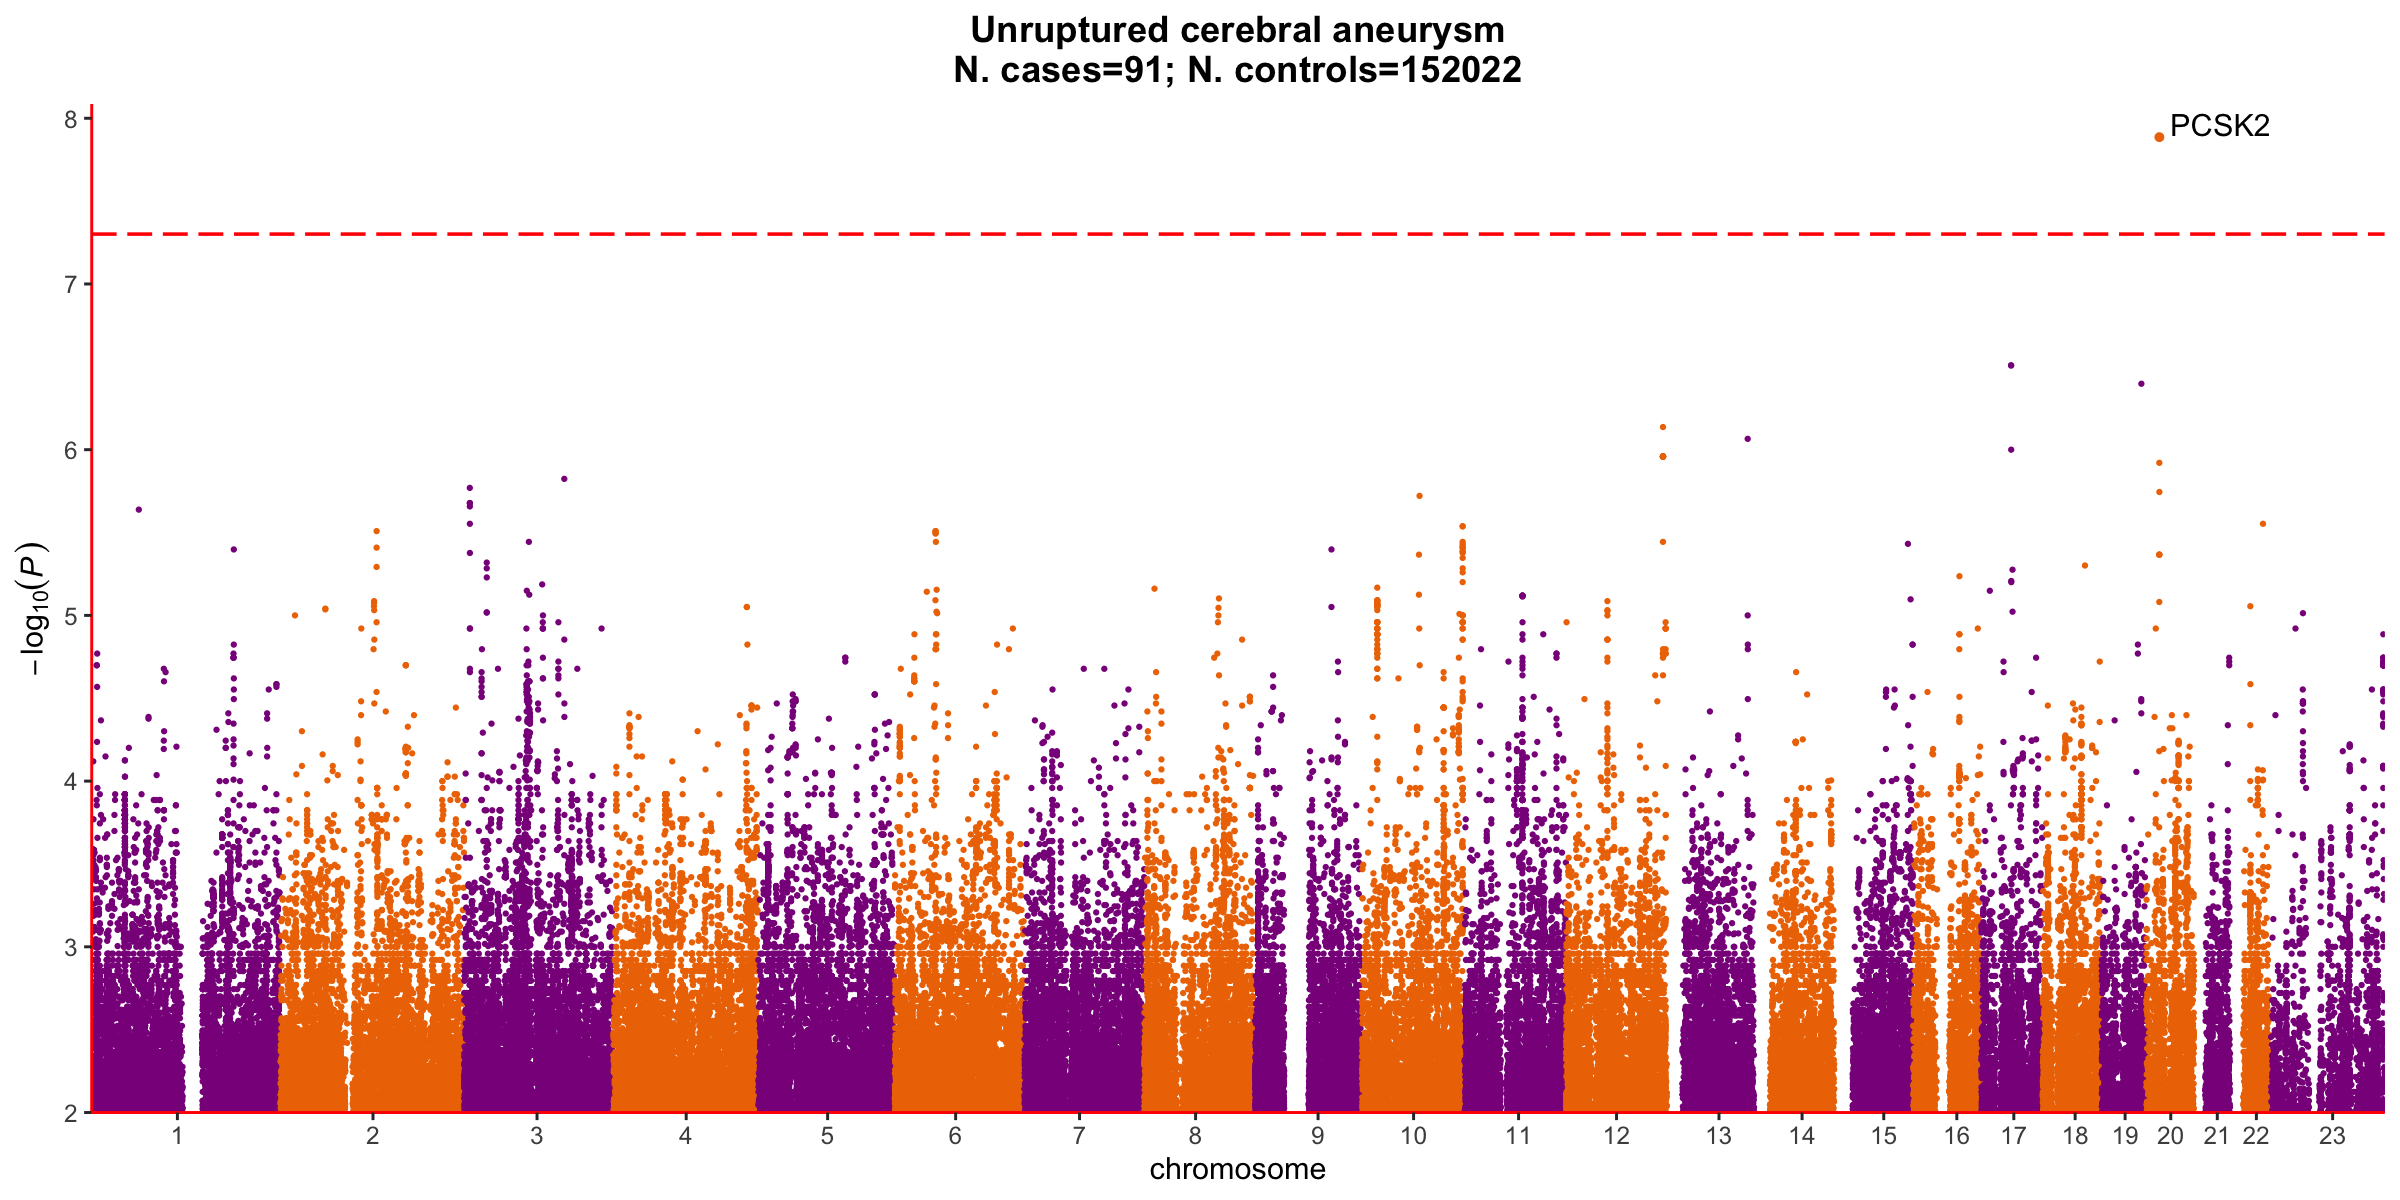 Unruptured cerebral aneurysm
N. cases=91; N. controls=152022
8
PCSK2
7
6
5
4
3
2
−log10(P)
1 2 3 4 5 6 7 8 9 10 11 12 13 14 15 16 17 18 19 20 21 22 23
chromosome